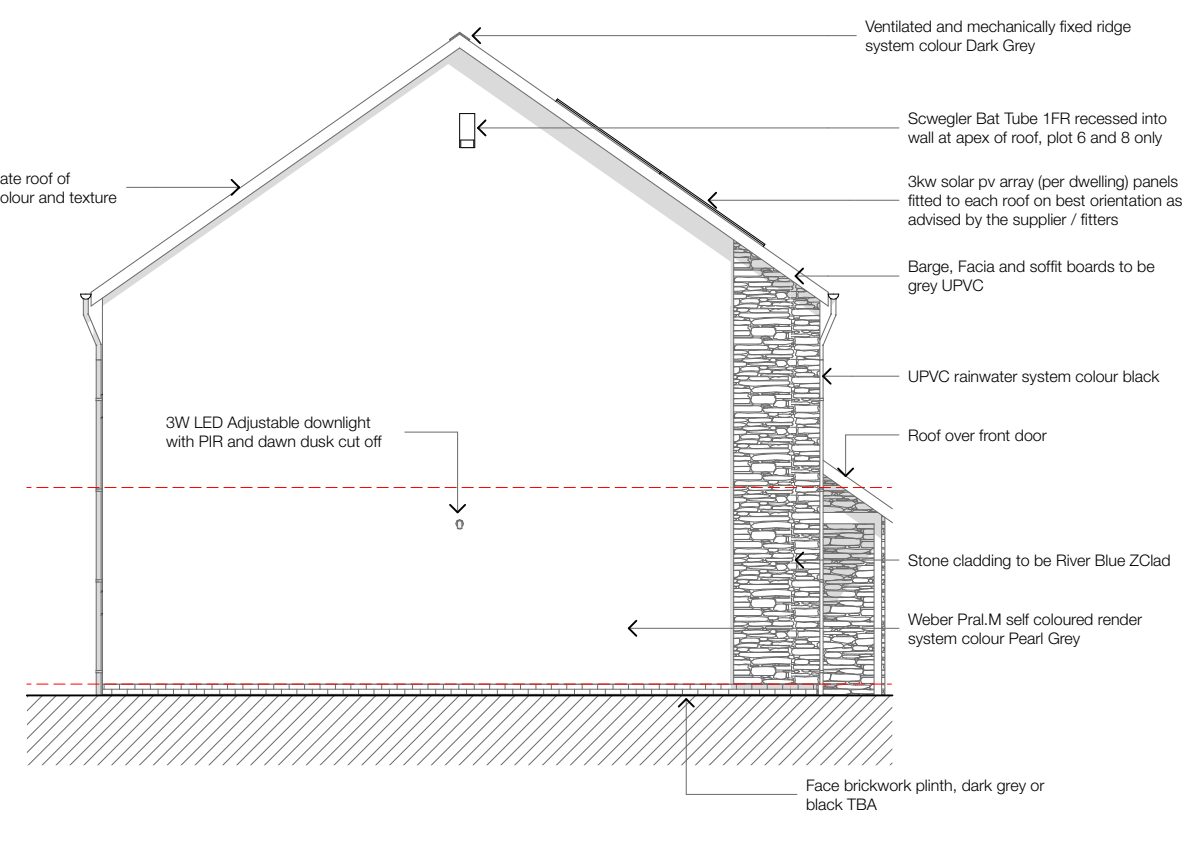 Ventilated and mechanically fixed ridge
system colour Dark Grey
Scwegler Bat Tube 1FR recessed into
wall at apex of roof, plot 6 and 8 only
ate roof of
olour and texture
3kw solar pv array (per dwelling) panels
fitted to each roof on best orientation as
advised by the supplier / fitters
Barge, Facia and soffit boards to be
grey UPVC
UPVC rainwater system colour black
3W LED Adjustable downlight
with PIR and dawn dusk cut off
Roof over front door
Stone cladding to be River Blue ZClad
Weber Pral.M self coloured render
system colour Pearl Grey
Face brickwork plinth, dark grey or
black TBA